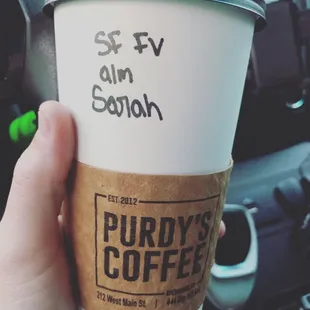 SF FV
alm
Sarah
EST 2012
PURDY'S
COFFEE
212 West Main St.